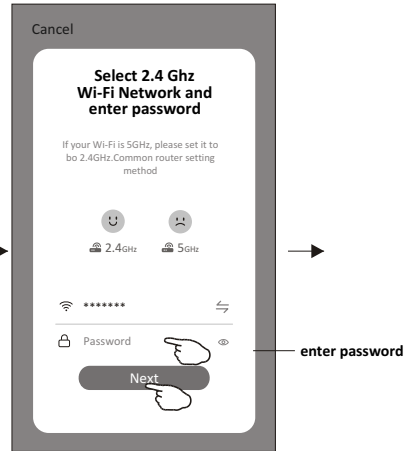 Cancel
Select 2.4 Ghz
Wi-Fi Network and
enter password
If your Wi-Fi is 5GHz, please set it to
bo 2.4GHz.Common router setting
method
2.4GHz 5GHz
*******
Password
enter password
Next